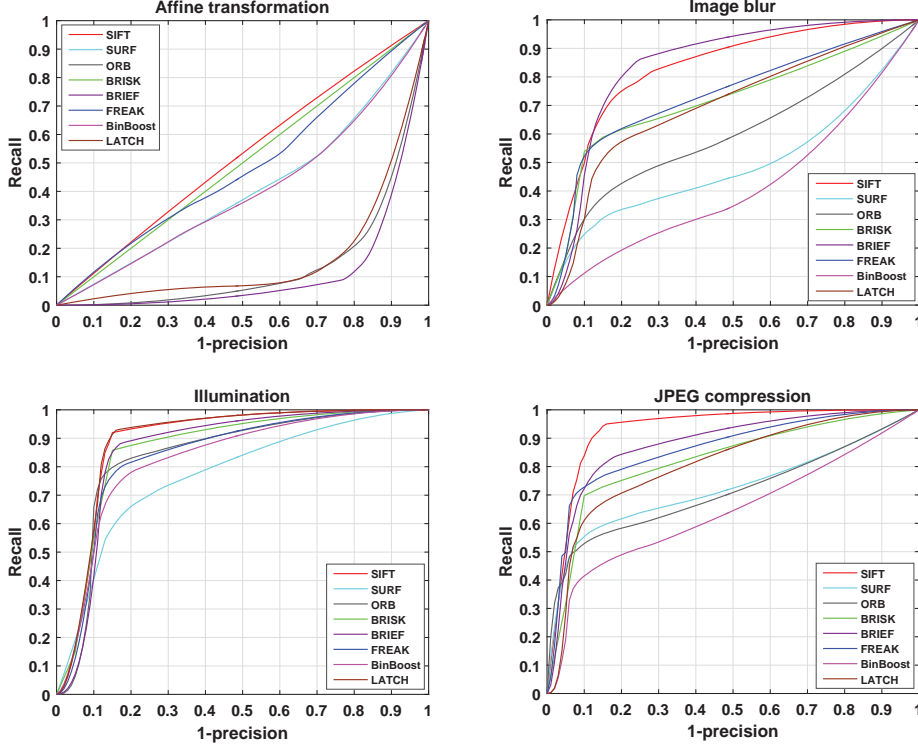 Affine transformation
1
0.9
0.8
0.7
0.6
0.5
0.4
0.3
0.2
0.1
0
Recall
SIFT
SURF
ORB
BRISK
BRIEF
FREAK
BinBoost
LATCH
0 0.1 0.2 0.3 0.4 0.5 0.6 0.7 0.8 0.9 1
1-precision
Image blur
1
0.9
0.8
0.7
0.6
0.5
0.4
0.3
0.2
0.1
0
Recall
SIFT
SURF
ORB
BRISK
BRIEF
FREAK
BinBoost
LATCH
0 0.1 0.2 0.3 0.4 0.5 0.6 0.7 0.8 0.9 1
1-precision
Illumination
1
0.9
0.8
0.7
0.6
0.5
0.4
0.3
0.2
0.1
0
Recall
SIFT
SURF
ORB
BRISK
BRIEF
FREAK
BinBoost
LATCH
0 0.1 0.2 0.3 0.4 0.5 0.6 0.7 0.8 0.9 1
1-precision
JPEG compression
1
0.9
0.8
0.7
0.6
0.5
0.4
0.3
0.2
0.1
0
Recall
SIFT
SURF
ORB
BRISK
BRIEF
FREAK
BinBoost
LATCH
0 0.1 0.2 0.3 0.4 0.5 0.6 0.7 0.8 0.9 1
1-precision